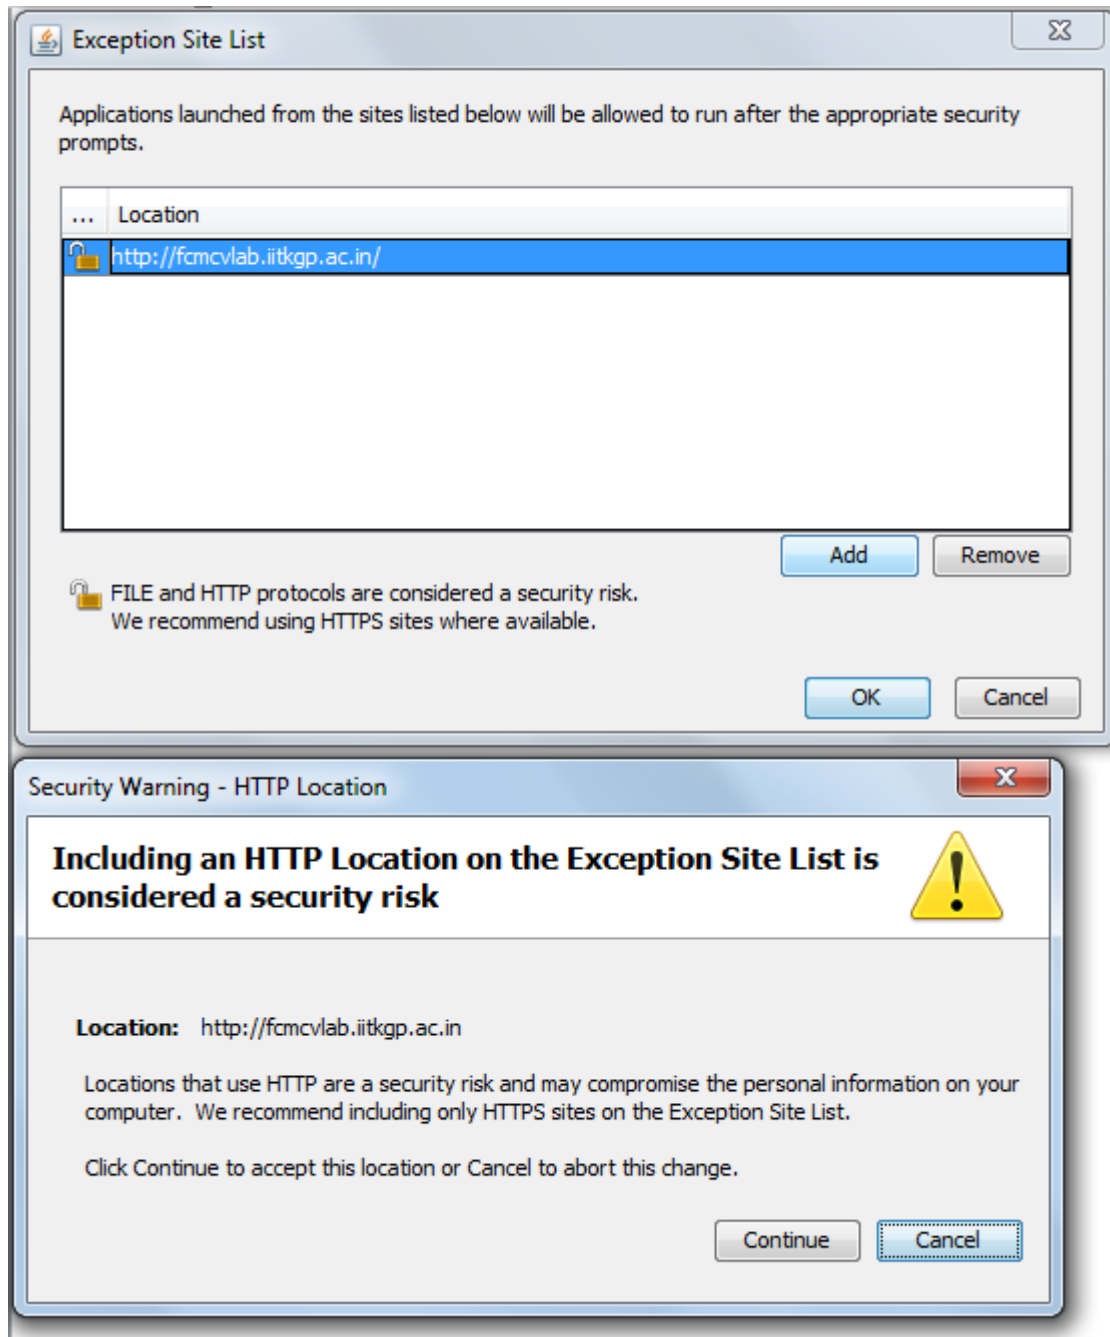 Exception Site List
Applications launched from the sites listed below will be allowed to run after the appropriate security
prompts.
... Location
http://fcmcvlab.iitkgp.ac.in/
Add Remove
FILE and HTTP protocols are considered a security risk.
We recommend using HTTPS sites where available.
OK Cancel
Security Warning - HTTP Location
Including an HTTP Location on the Exception Site List is
considered a security risk
Location: http://fcmcvlab.iitkgp.ac.in
Locations that use HTTP are a security risk and may compromise the personal information on your
computer. We recommend including only HTTPS sites on the Exception Site List.
Click Continue to accept this location or Cancel to abort this change.
Continue Cancel